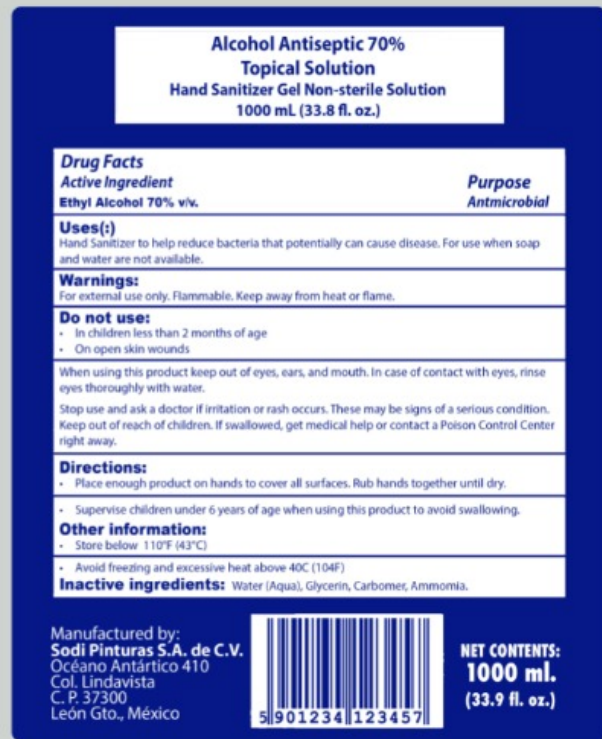 Alcohol Antiseptic 70%
Topical Solution
Hand Sanitizer Gel Non-sterile Solution
1000 mL (33.8 fl. oz.)
Drug Facts
Active Ingredient Purpose
Ethyl Alcohol 70% v/v. Antmicrobial
Uses(:)
Hand Sanitizer to help reduce bacteria that potentially can cause disease. For use when soap
and water are not available.
Warnings:
For external use only. Flammable. Keep away from heat or flame.
Do not use:
• In children less than 2 months of age
• On open skin wounds
When using this product keep out of eyes, ears, and mouth. In case of contact with eyes, rinse
eyes thoroughly with water.
Stop use and ask a doctor if irritation or rash occurs. These may be signs of a serious condition.
Keep out of reach of children. If swallowed, get medical help or contact a Poison Control Center
right away.
Directions:
• Place enough product on hands to cover all surfaces. Rub hands together until dry.
• Supervise children under 6 years of age when using this product to avoid swallowing.
Other information:
• Store below 110°F (43°C)
• Avoid freezing and excessive heat above 40C (104F)
Inactive ingredients: Water (Aqua), Glycerin, Carbomer, Ammomia.
Manufactured by:
Sodi Pinturas S.A. de C.V.
Océano Antártico 410
Col. Lindavista
C. P. 37300
León Gto., México
5 901234 123457
NET CONTENTS:
1000 ml.
(33.9 fl. oz.)